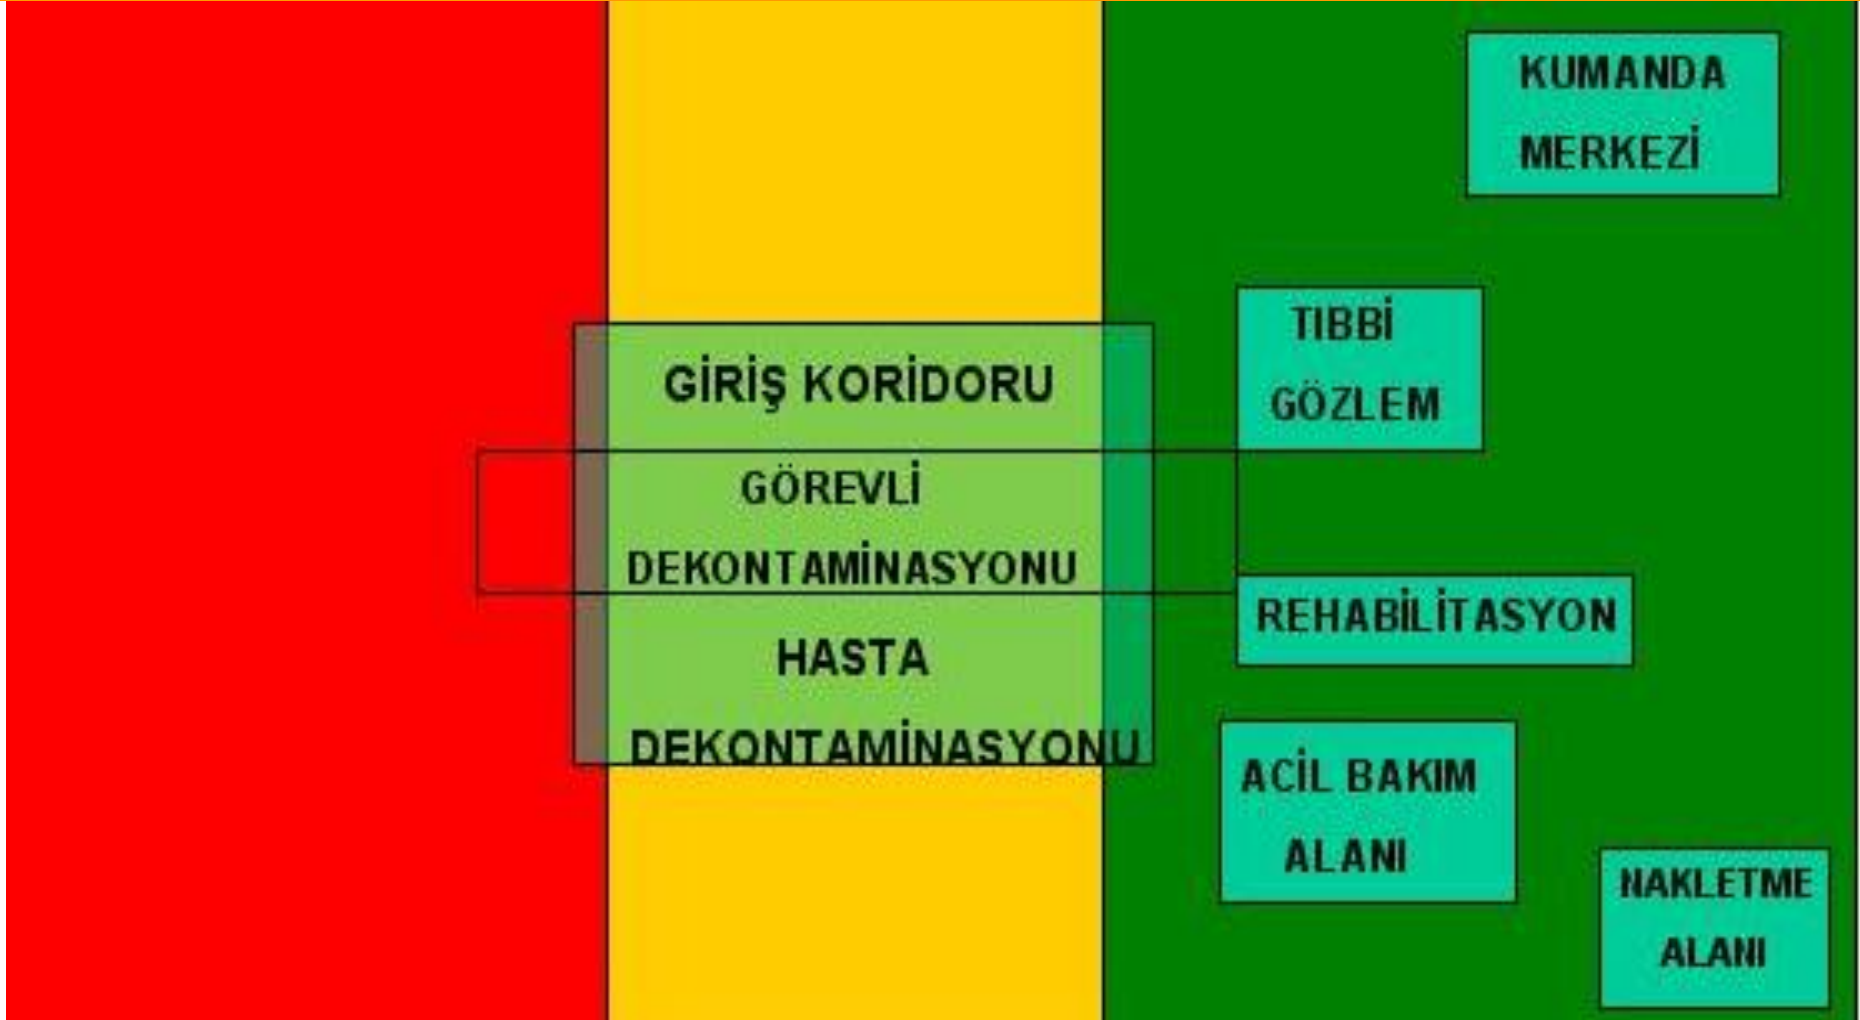 KUMANDA
MERKEZİ
TIBBİ
GÖZLEM
GİRİŞ KORİDORU
GÖREVLİ
DEKONTAMİNASYONU
HASTA
DEKONTAMİNASYONU
REHABİLİTASYON
ACİL BAKIM
ALANI
NAKLETME
ALANI